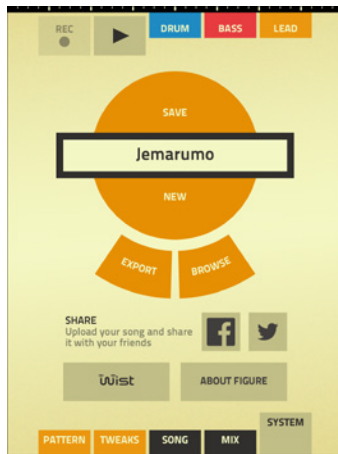 REC
DRUM
BASS
LEAD
SAVE
Jemarumo
NEW
EXPORT
BROWSE
SHARE
Upload your song and share
it with your friends
Wist
ABOUT FIGURE
SYSTEM
PATTERN
TWEAKS
SONG
MIX